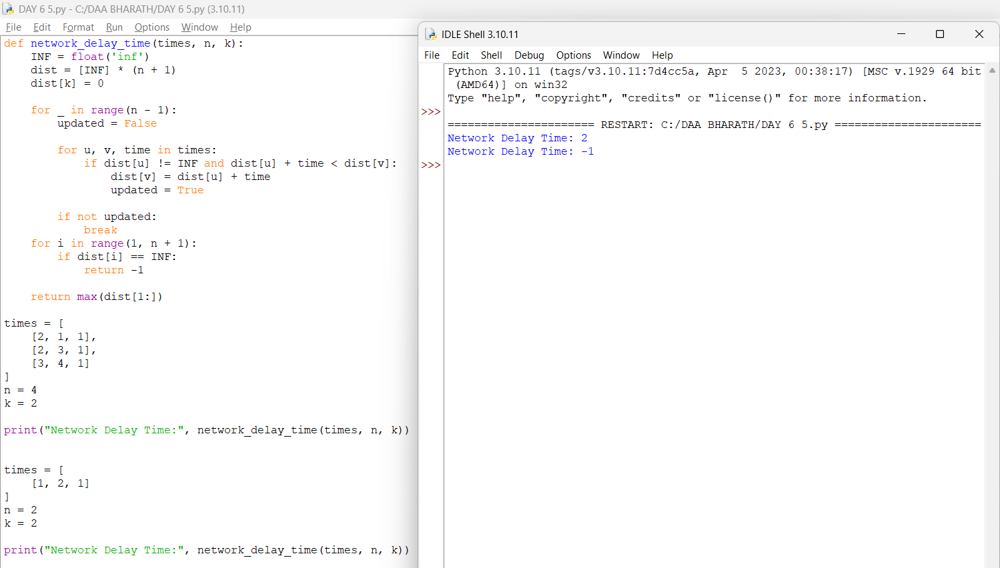 DAY 6 5.py - C:/DAA BHARATH/DAY 6 5.py (3.10.11)
File Edit Format Run Options Window Help
def network_delay_time(times, n, k):
    INF = float('inf')
    dist = [INF] * (n + 1)
    dist[k] = 0

    for _ in range(n - 1):
        updated = False

        for u, v, time in times:
            if dist[u] != INF and dist[u] + time < dist[v]:
                dist[v] = dist[u] + time
                updated = True

        if not updated:
            break
    for i in range(1, n + 1):
        if dist[i] == INF:
            return -1

    return max(dist[1:])

times = [
    [2, 1, 1],
    [2, 3, 1],
    [3, 4, 1]
]
n = 4
k = 2

print("Network Delay Time:", network_delay_time(times, n, k))


times = [
    [1, 2, 1]
]
n = 2
k = 2

print("Network Delay Time:", network_delay_time(times, n, k))
IDLE Shell 3.10.11
File Edit Shell Debug Options Window Help
Python 3.10.11 (tags/v3.10.11:7d4cc5a, Apr  5 2023, 00:38:17) [MSC v.1929 64 bit
 (AMD64)] on win32
Type "help", "copyright", "credits" or "license()" for more information.
>>>
====================== RESTART: C:/DAA BHARATH/DAY 6 5.py ======================
Network Delay Time: 2
Network Delay Time: -1
>>>